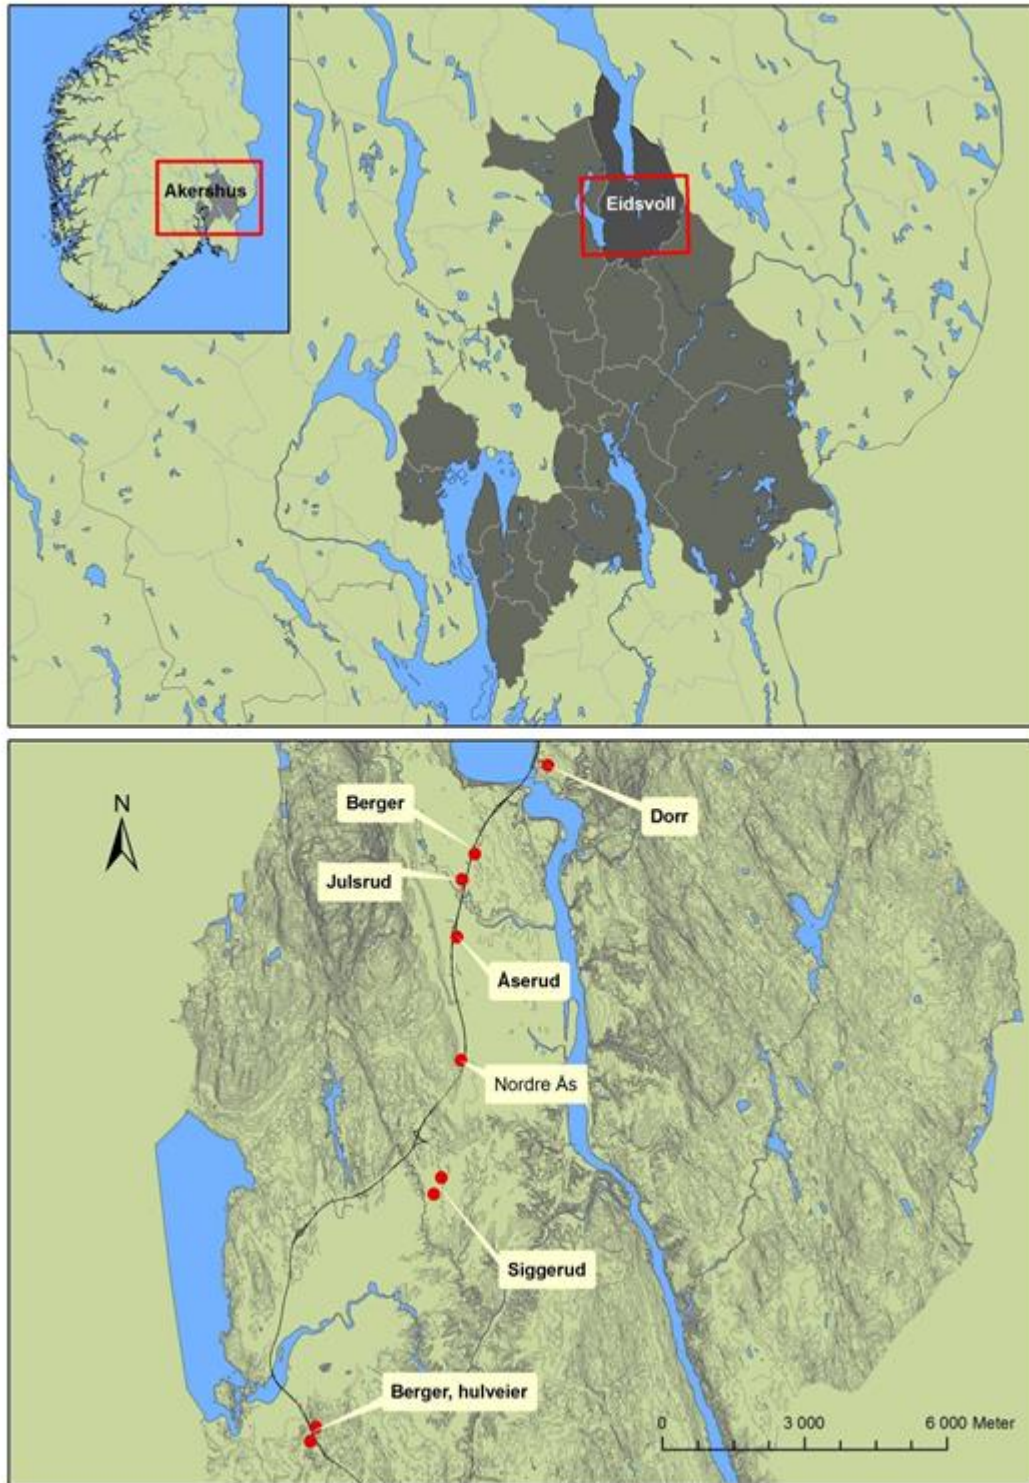 Akershus
Eidsvoll
N
Berger
Dorr
Julsrud
Åserud
Nordre Ås
Siggerud
Berger, hulveier
0 3 000 6 000 Meter